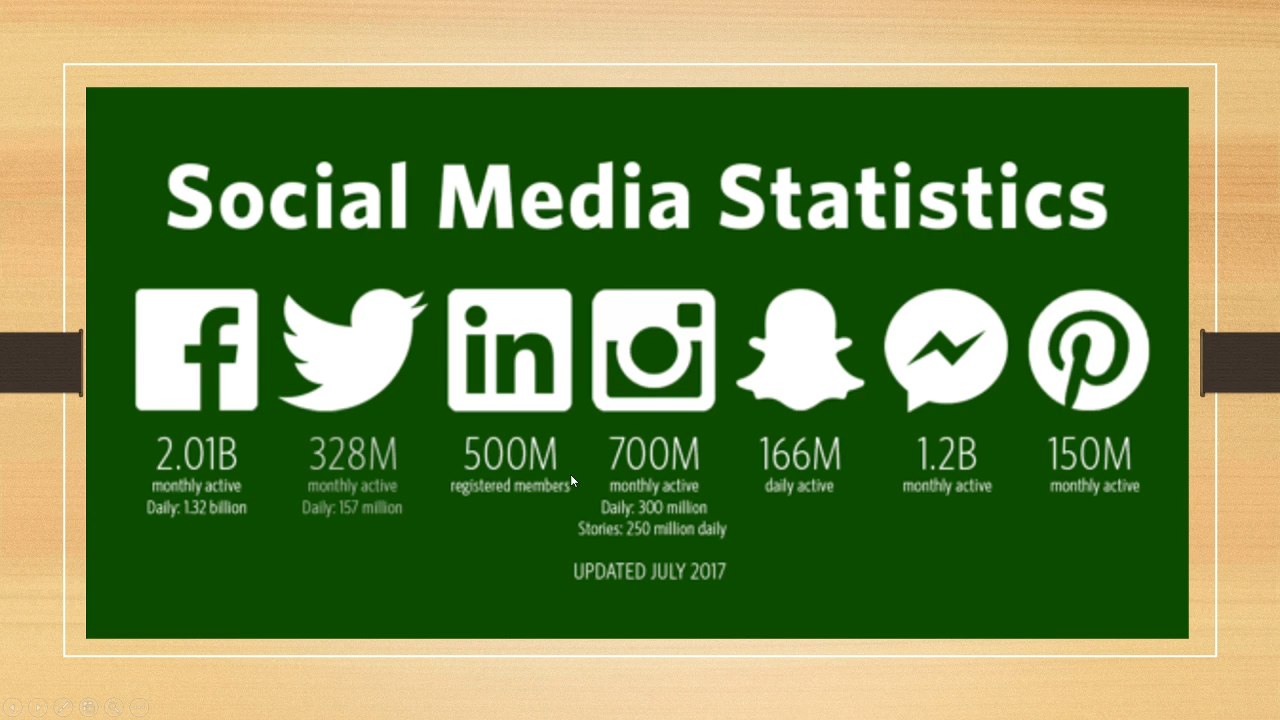 Social Media Statistics
2.01B
monthly active
Daily: 1.32 billion
328M
monthly active
Daily: 157 million
500M
registered members
700M
monthly active
Daily: 300 million
Stories: 250 million daily
166M
daily active
1.2B
monthly active
150M
monthly active
UPDATED JULY 2017